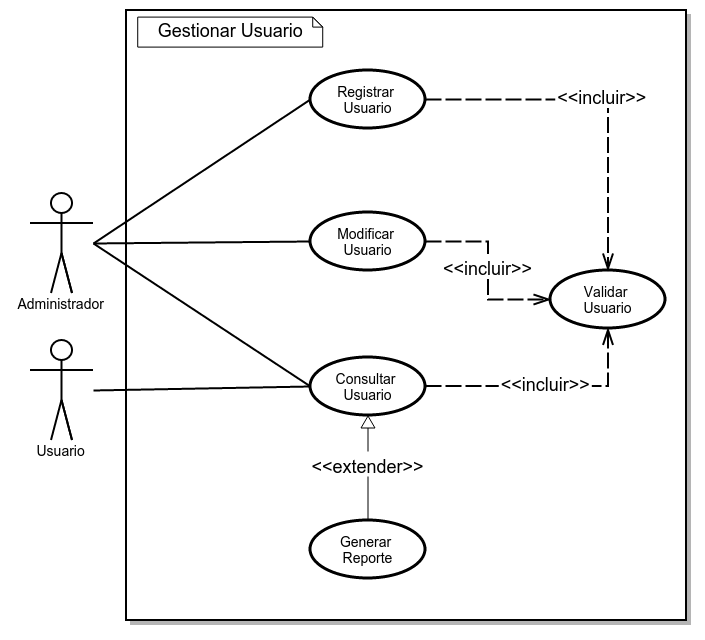 Gestionar Usuario
Registrar
Usuario
<<incluir>>
Modificar
Usuario
<<incluir>>
Validar
Usuario
Administrador
Consultar
Usuario
<<incluir>>
Usuario
<<extender>>
Generar
Reporte